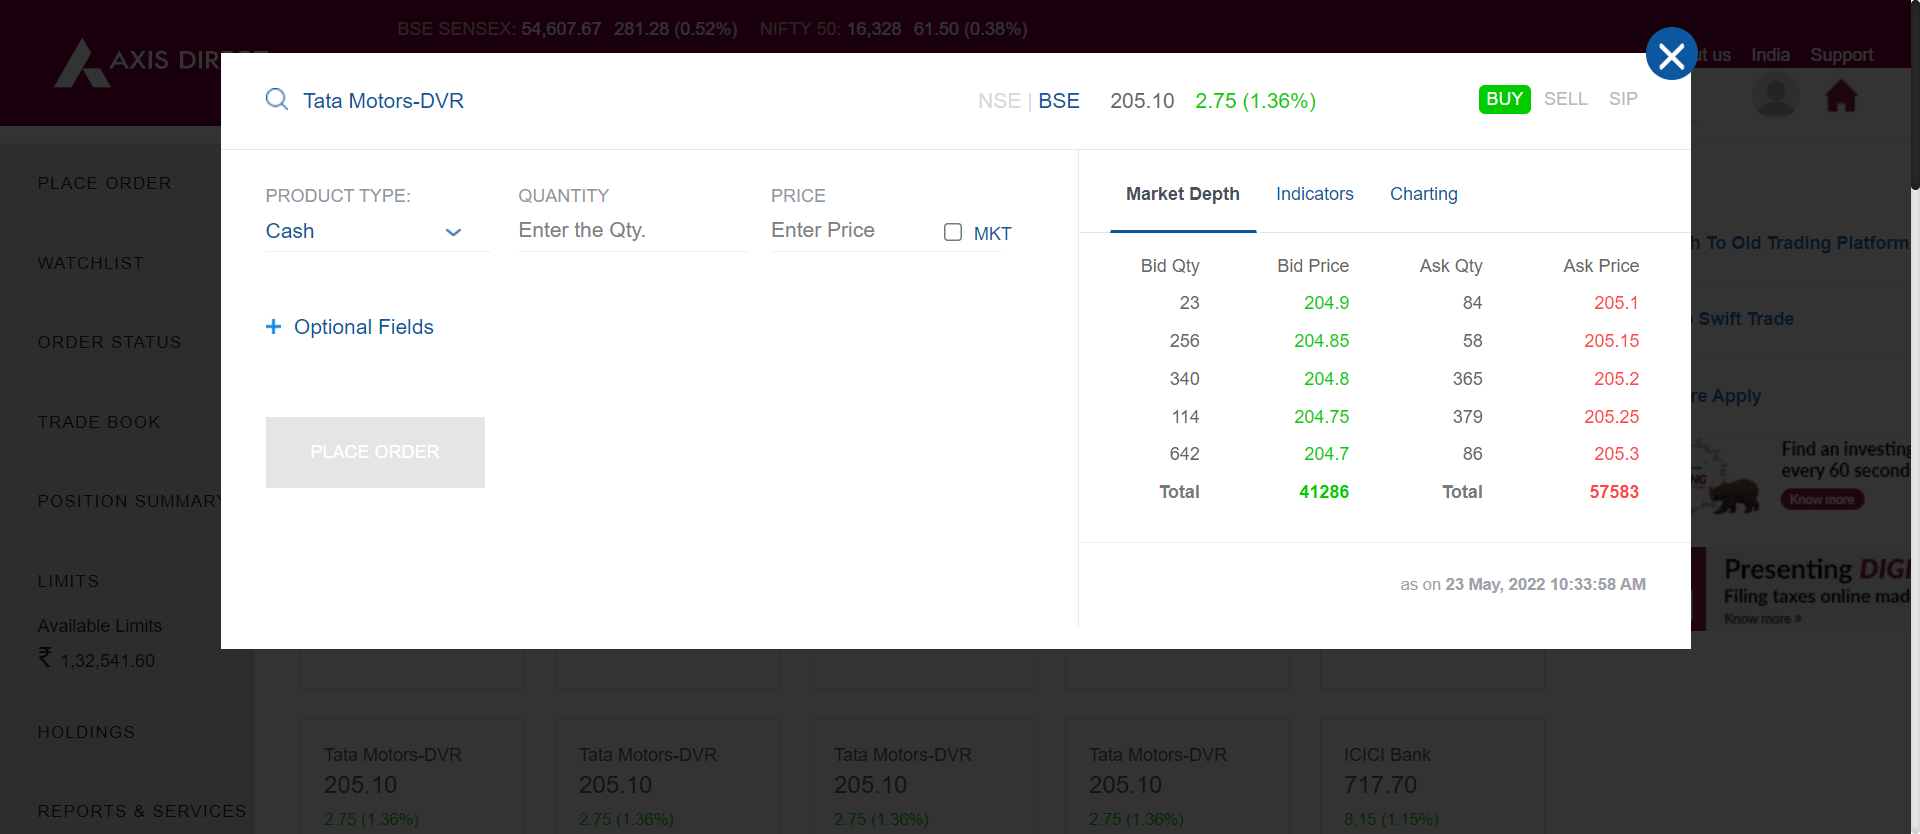 BSE SENSEX: 54,607.67 281.28 (0.52%) NIFTY 50: 16,328 61.50 (0.38%)
AXIS
us India Support
Tata Motors-DVR
NSE | BSE 205.10 2.75 (1.36%)
BUY SELL SIP
PLACE ORDER
WATCHLIST
ORDER STATUS
TRADE BOOK
POSITION SUMMARY
LIMITS
Available Limits
₹ 1,32,541.60
HOLDINGS
REPORTS & SERVICES
PRODUCT TYPE: QUANTITY PRICE
Cash Enter the Qty. Enter Price MKT
+ Optional Fields
PLACE ORDER
Market Depth Indicators Charting
Bid Qty Bid Price Ask Qty Ask Price
23 204.9 84 205.1
256 204.85 58 205.15
340 204.8 365 205.2
114 204.75 379 205.25
642 204.7 86 205.3
Total 41286 Total 57583
as on 23 May, 2022 10:33:58 AM
To Old Trading Platform
Swift Trade
Apply
Find an investing
every 60 second
Know more
Presenting
Filing taxes online
Know more »
Tata Motors-DVR Tata Motors-DVR Tata Motors-DVR Tata Motors-DVR ICICI Bank
205.10 205.10 205.10 205.10 717.70
2.75 (1.36%) 2.75 (1.36%) 2.75 (1.36%) 2.75 (1.36%) 8.15 (1.15%)